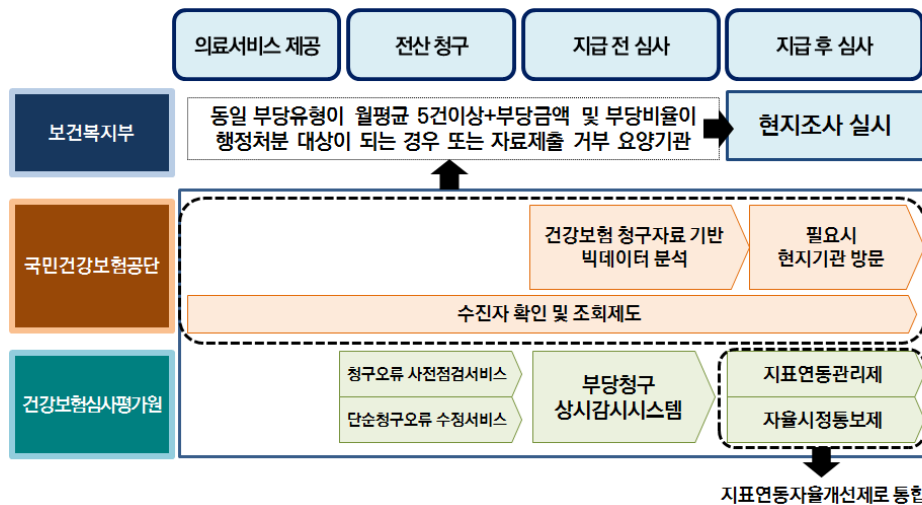 의료서비스 제공
전산 청구
지급 전 심사
지급 후 심사
보건복지부
동일 부당유형이 월평균 5건이상+부당금액 및 부당비율이
행정처분 대상이 되는 경우 또는 자료제출 거부 요양기관
현지조사 실시
국민건강보험공단
건강보험 청구자료 기반
빅데이터 분석
필요시
현지기관 방문
수진자 확인 및 조회제도
건강보험심사평가원
청구오류 사전점검서비스
단순청구오류 수정서비스
부당청구
상시감시시스템
지표연동관리제
자율시정통보제
지표연동자율개선제로 통합